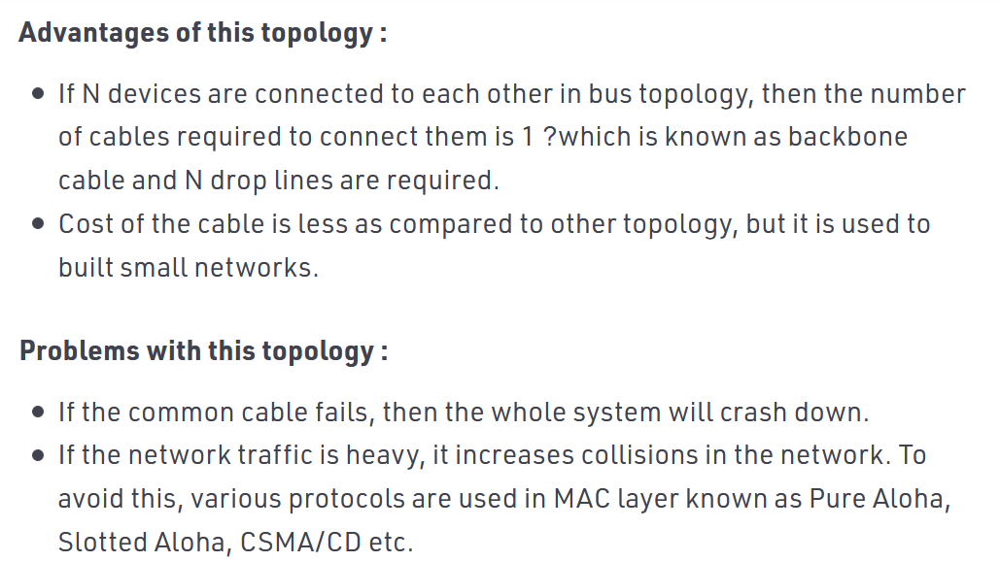 Advantages of this topology :
• If N devices are connected to each other in bus topology, then the number
of cables required to connect them is 1 ?which is known as backbone
cable and N drop lines are required.
• Cost of the cable is less as compared to other topology, but it is used to
built small networks.
Problems with this topology :
• If the common cable fails, then the whole system will crash down.
• If the network traffic is heavy, it increases collisions in the network. To
avoid this, various protocols are used in MAC layer known as Pure Aloha,
Slotted Aloha, CSMA/CD etc.